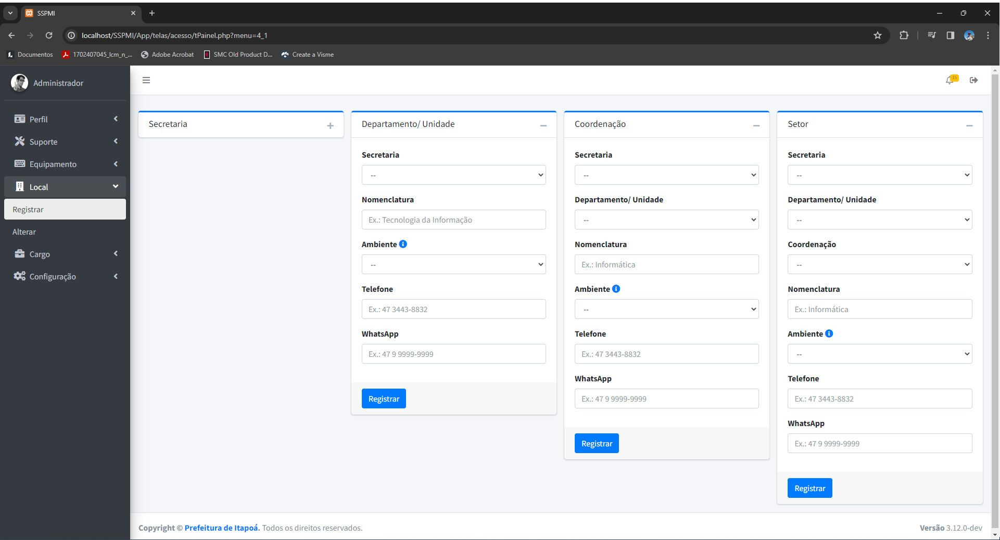 SSPMI
localhost/SSPMI/App/telas/acesso/tPainel.php?menu=4_1
Documentos 1702407045_lcm_n_... Adobe Acrobat SMC Old Product D... Create a Visme
Administrador
15
Perfil
Suporte
Equipamento
Local
Registrar
Alterar
Cargo
Configuração
Secretaria
Departamento/ Unidade
Secretaria
--
Nomenclatura
Ex.: Tecnologia da Informação
Ambiente
--
Telefone
Ex.: 47 3443-8832
WhatsApp
Ex.: 47 9 9999-9999
Registrar
Coordenação
Secretaria
--
Departamento/ Unidade
--
Nomenclatura
Ex.: Informática
Ambiente
--
Telefone
Ex.: 47 3443-8832
WhatsApp
Ex.: 47 9 9999-9999
Registrar
Setor
Secretaria
--
Departamento/ Unidade
--
Coordenação
--
Nomenclatura
Ex.: Informática
Ambiente
--
Telefone
Ex.: 47 3443-8832
WhatsApp
Ex.: 47 9 9999-9999
Registrar
Copyright © Prefeitura de Itapoá. Todos os direitos reservados.
Versão 3.12.0-dev